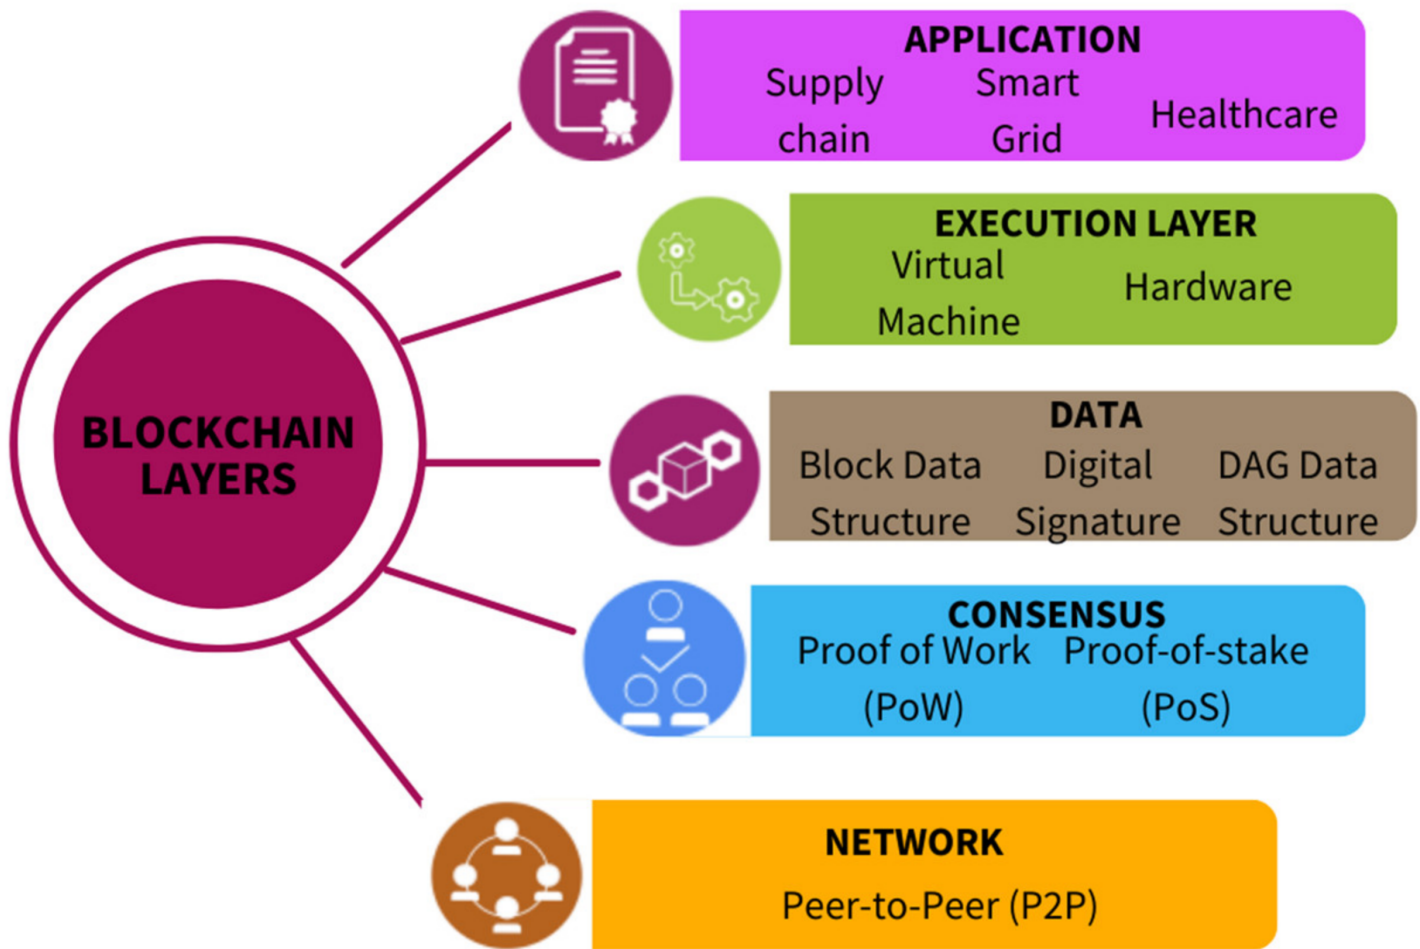 APPLICATION
Supply Smart
Healthcare
chain Grid
EXECUTION LAYER
Virtual
Hardware
Machine
BLOCKCHAIN
LAYERS
DATA
Block Data Digital DAG Data
Structure Signature Structure
CONSENSUS
Proof of Work Proof-of-stake
(PoW) (PoS)
NETWORK
Peer-to-Peer (P2P)